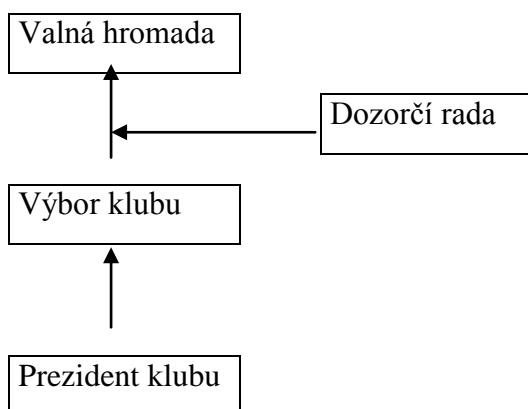 Valná hromada
Dozorčí rada
Výbor klubu
Prezident klubu